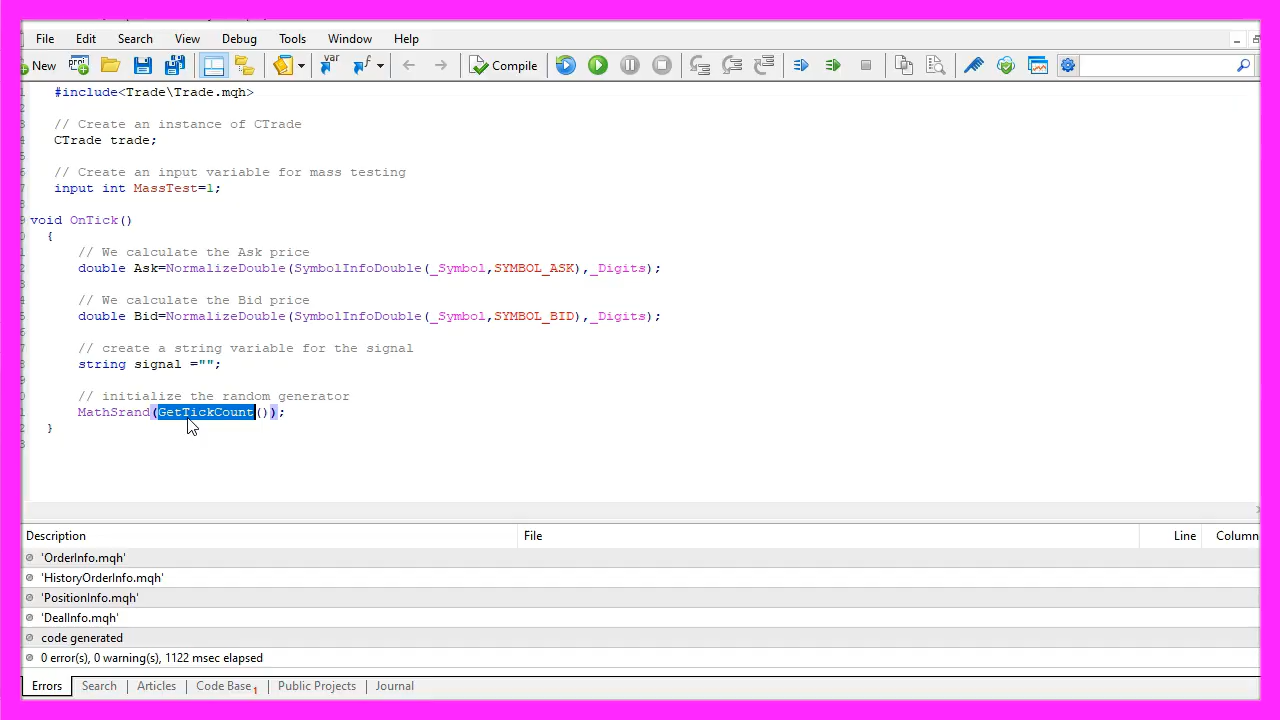 File Edit Search View Debug Tools Window Help
New Compile
#include<Trade\Trade.mqh>
// Create an instance of CTrade
CTrade trade;
// Create an input variable for mass testing
input int MassTest=1;
void OnTick()
{
// We calculate the Ask price
double Ask=NormalizeDouble(SymbolInfoDouble(_Symbol,SYMBOL_ASK),_Digits);
// We calculate the Bid price
double Bid=NormalizeDouble(SymbolInfoDouble(_Symbol,SYMBOL_BID),_Digits);
// create a string variable for the signal
string signal ="";
// initialize the random generator
MathSrand(GetTickCount());
}
Description File Line Column
'OrderInfo.mqh'
'HistoryOrderInfo.mqh'
'PositionInfo.mqh'
'DealInfo.mqh'
code generated
0 error(s), 0 warning(s), 1122 msec elapsed
Errors Search Articles Code Base 1 Public Projects Journal